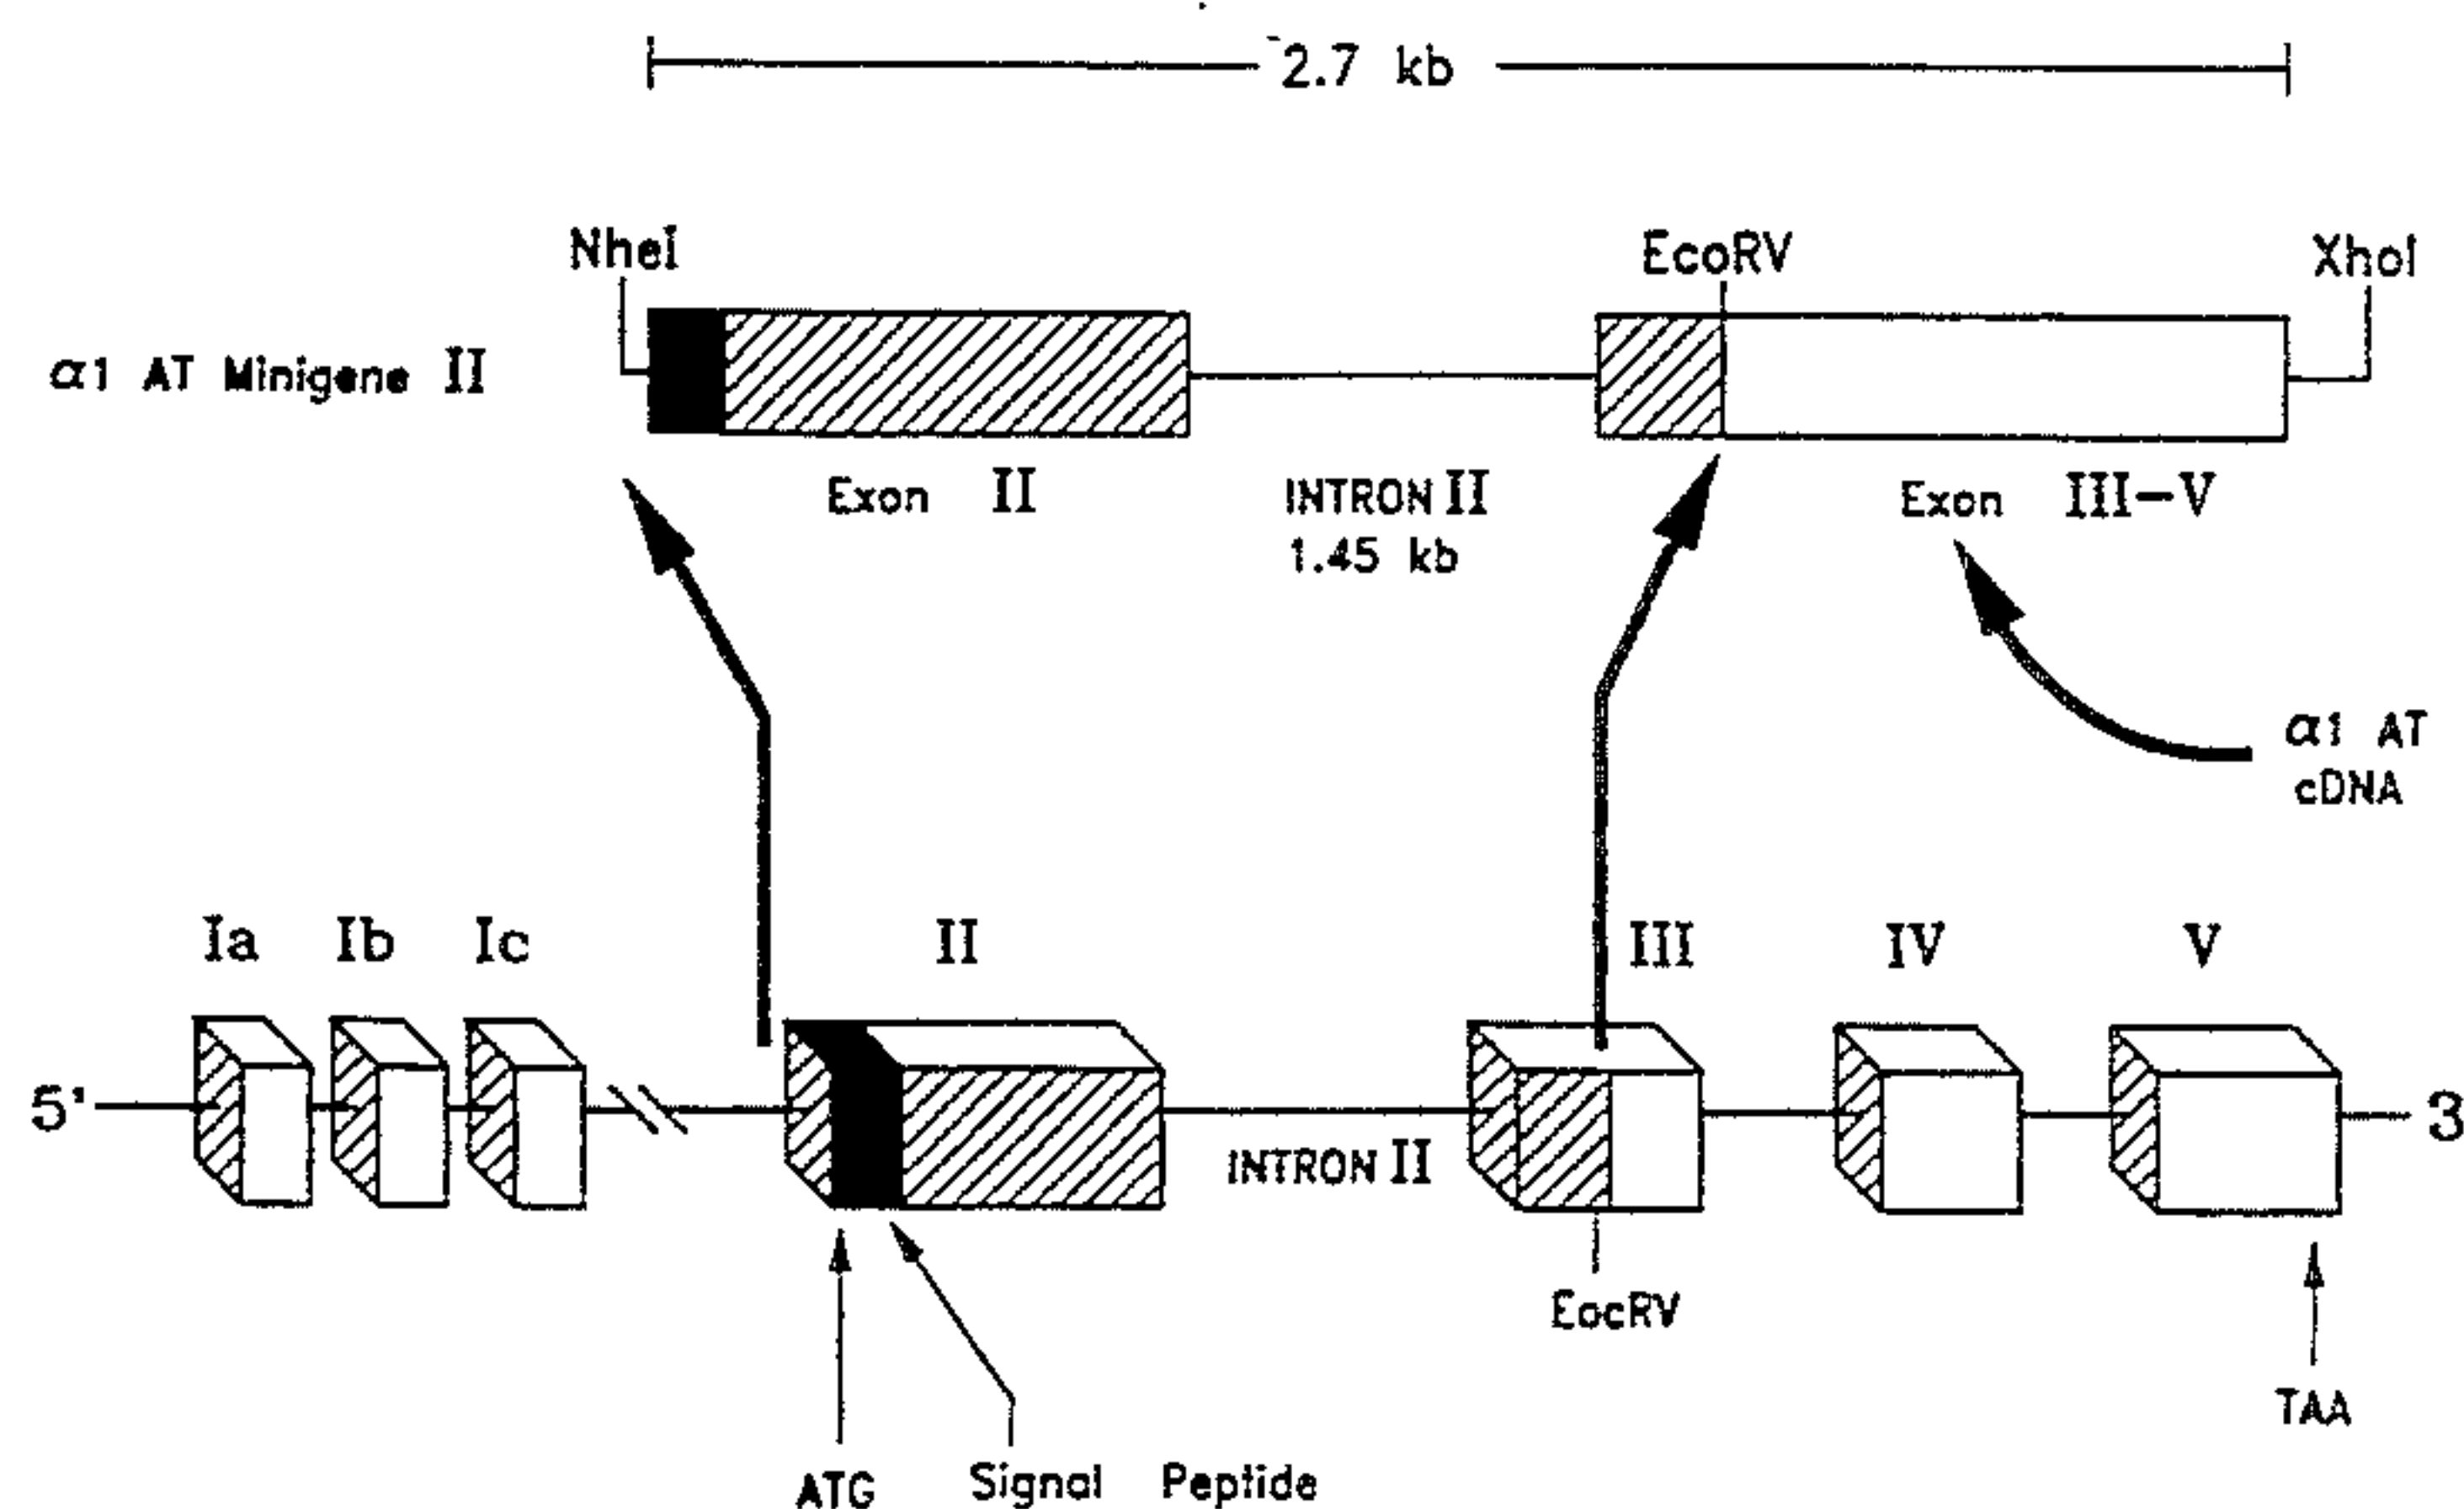 2.7 kb
NheI
EcoRV
XhoI
α1 AT Minigene II
Exon II
INTRON II
1.45 kb
Exon III-V
α1 AT
cDNA
Ia Ib Ic II III IV V
5'
3
INTRON II
EocRV
TAA
ATG
Signal Peptide